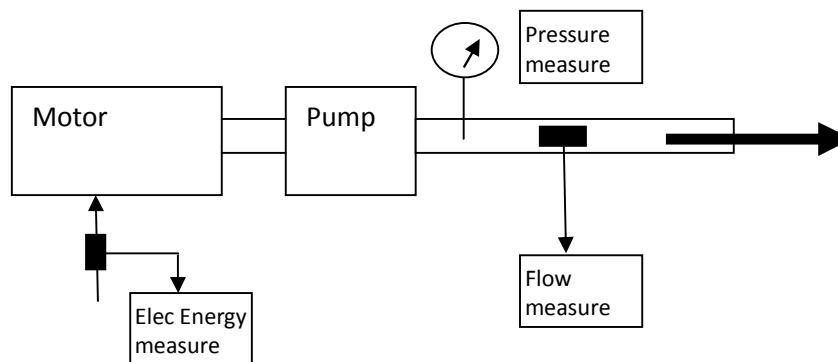 Pressure
measure
Motor
Pump
Flow
measure
Elec Energy
measure